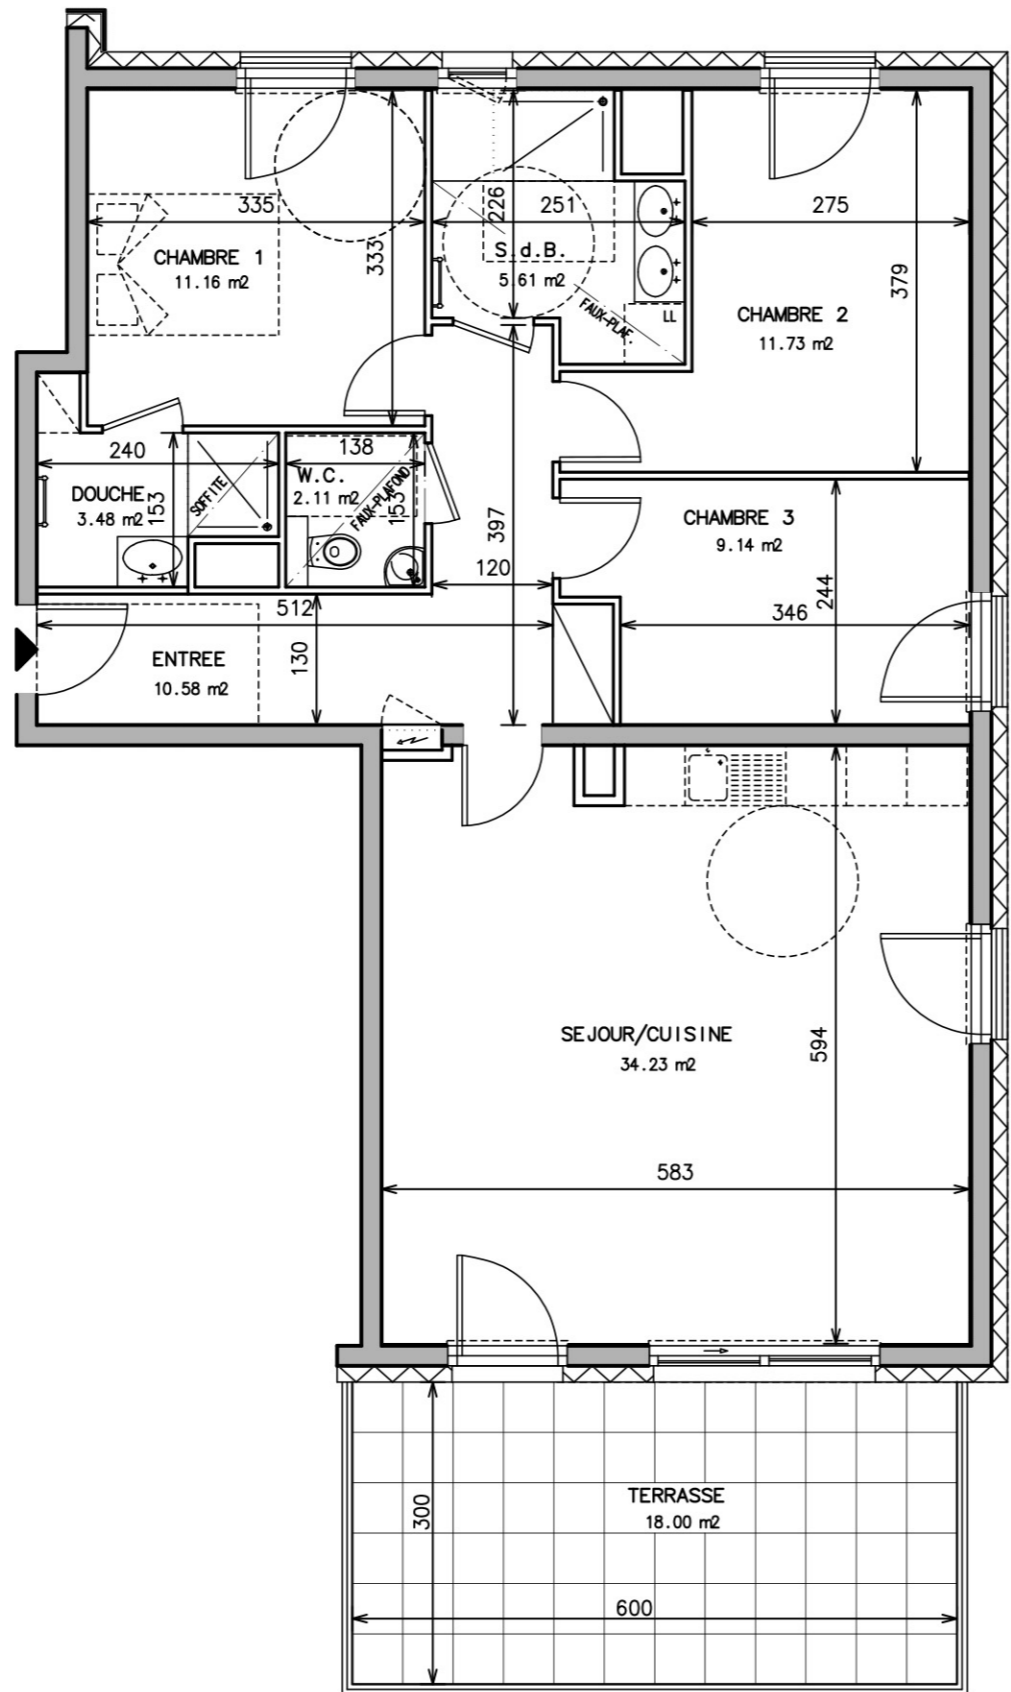 335
CHAMBRE 1
11.16 m2
333
226
251
S.d.B.
5.61 m2
FAUX-PLAF.
LL
275
379
CHAMBRE 2
11.73 m2
240
DOUCHE
3.48 m2
153
SOFFITE
138
W.C.
2.11 m2
FAUX-PLAFOND
153
397
120
CHAMBRE 3
9.14 m2
244
346
512
ENTREE
10.58 m2
130
SEJOUR/CUISINE
34.23 m2
594
583
TERRASSE
18.00 m2
300
600